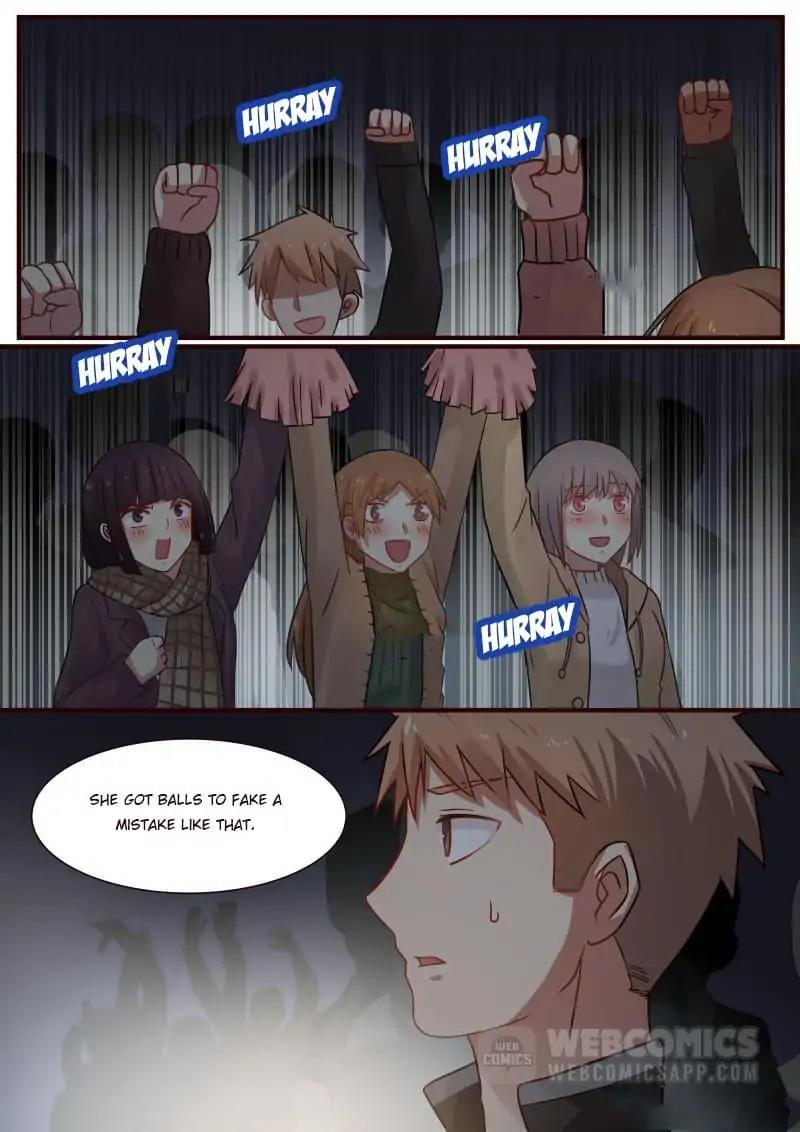 HURRAY
HURRAY
HURRAY
HURRAY
SHE GOT BALLS TO FAKE A
MISTAKE LIKE THAT.
WEB
COMICS
WEBCOMICS
WEBCOMICSAPP.COM